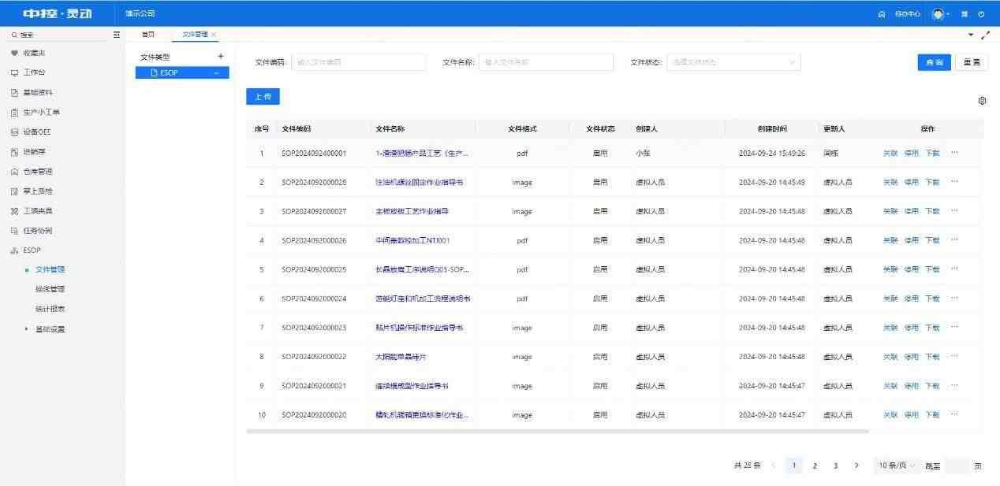 中控·灵动 演示公司 待办中心
搜索 首页 文件管理
收藏夹
工作台
基础资料
生产小工单
设备OEE
进销存
仓库管理
掌上质检
工装夹具
任务协同
ESOP
文件管理
换线管理
统计报表
基础设置
文件类型
ESOP
文件编码: 输入文件编码 文件名称: 输入文件名称 文件状态: 选择文件状态 查询 重置
上传
序号 文件编码 文件名称 文件格式 文件状态 创建人 创建时间 更新人 操作
1 SOP2024092400001 1-渣渣肥肠产品工艺（生产... pdf 启用 小张 2024-09-24 15:49:26 闫栋 关联 停用 下载 ...
2 SOP2024092000028 注油机螺丝固定作业指导书 image 启用 虚拟人员 2024-09-20 14:45:49 虚拟人员 关联 停用 下载 ...
3 SOP2024092000027 主板放板工艺作业指导 image 启用 虚拟人员 2024-09-20 14:45:48 虚拟人员 关联 停用 下载 ...
4 SOP2024092000026 中间盖数控加工NTJ001 pdf 启用 虚拟人员 2024-09-20 14:45:48 虚拟人员 关联 停用 下载 ...
5 SOP2024092000025 长晶放肩工序说明Q03-SOP... pdf 启用 虚拟人员 2024-09-20 14:45:48 虚拟人员 关联 停用 下载 ...
6 SOP2024092000024 游艇灯座和机加工流程说明书 pdf 启用 虚拟人员 2024-09-20 14:45:48 虚拟人员 关联 停用 下载 ...
7 SOP2024092000023 贴片机操作标准作业指导书 image 启用 虚拟人员 2024-09-20 14:45:48 虚拟人员 关联 停用 下载 ...
8 SOP2024092000022 太阳能单晶硅片 image 启用 虚拟人员 2024-09-20 14:45:48 虚拟人员 关联 停用 下载 ...
9 SOP2024092000021 连续模成型作业指导书 image 启用 虚拟人员 2024-09-20 14:45:47 虚拟人员 关联 停用 下载 ...
10 SOP2024092000020 精轧机辊箱更换标准化作业... image 启用 虚拟人员 2024-09-20 14:45:47 虚拟人员 关联 停用 下载 ...
共 28 条 1 2 3 10 条/页 跳至 页